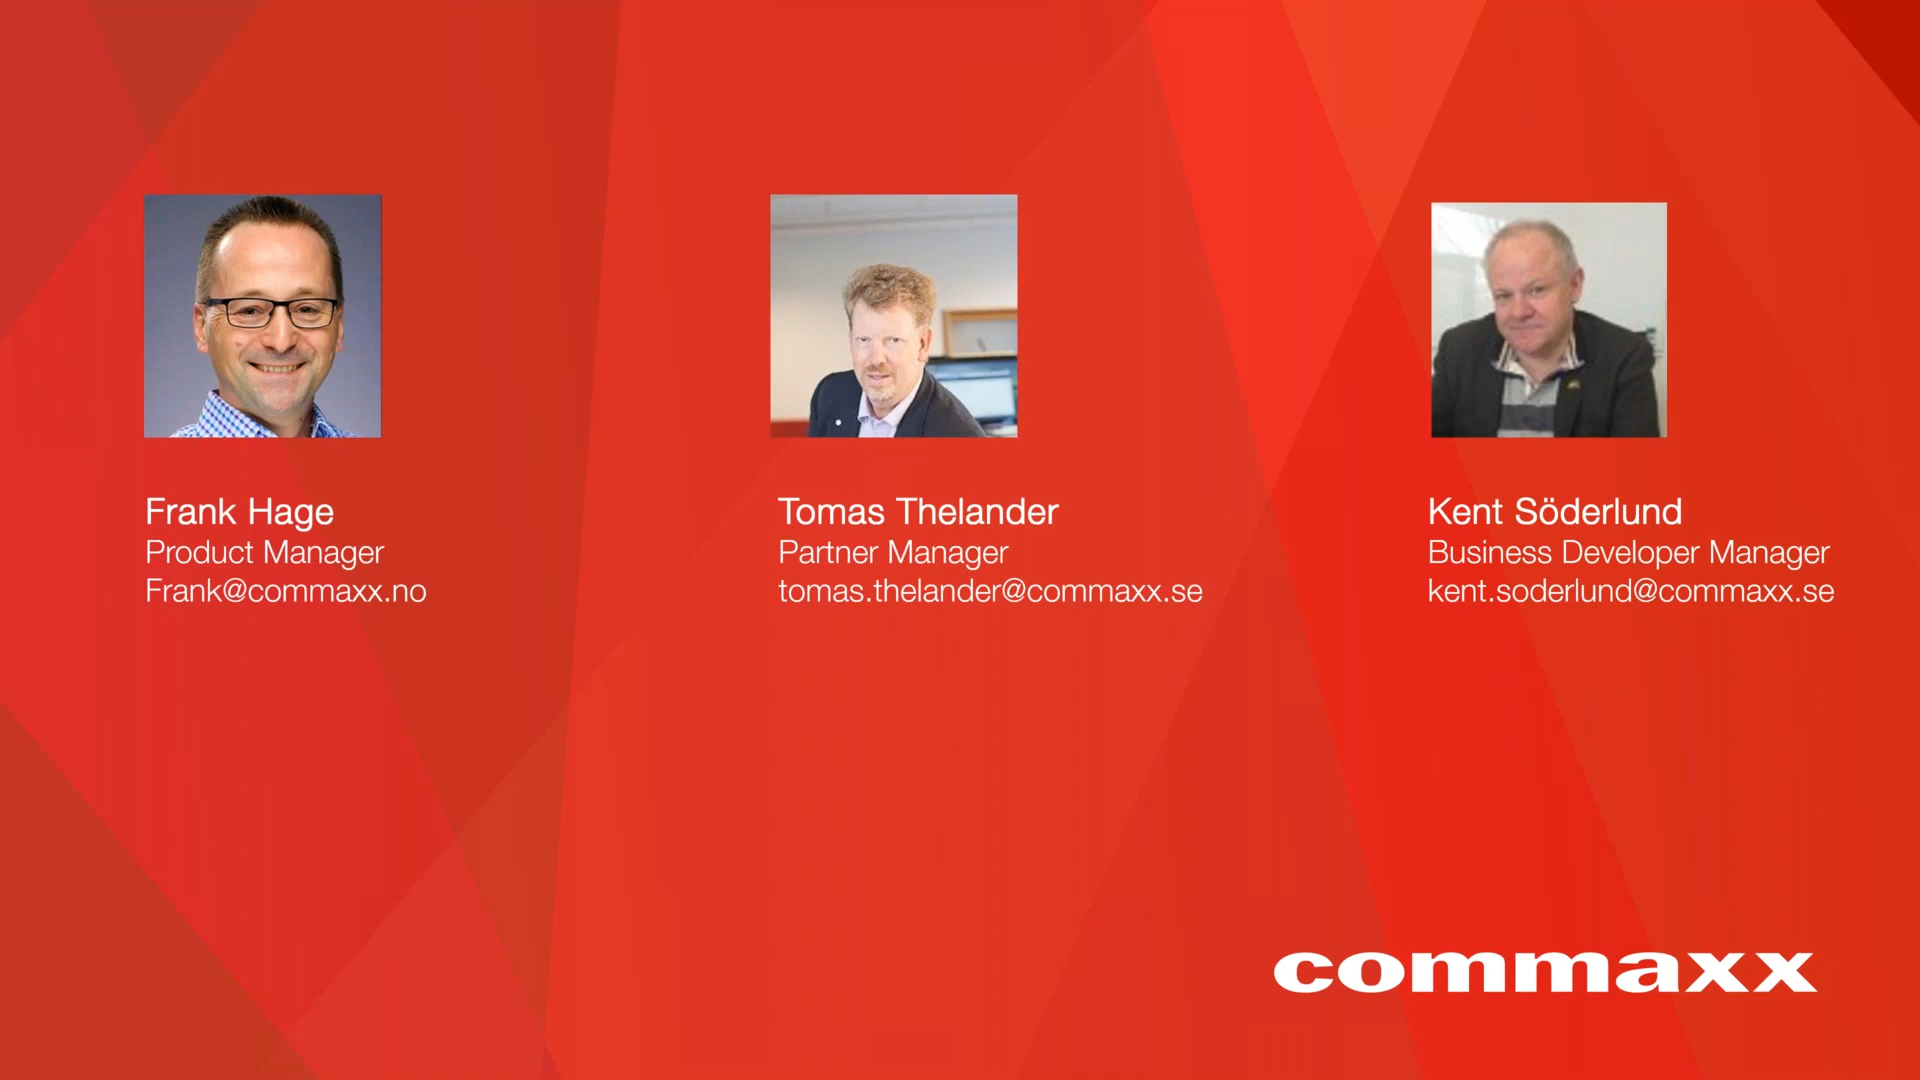 Frank Hage
Product Manager
Frank@commaxx.no
Tomas Thelander
Partner Manager
tomas.thelander@commaxx.se
Kent Söderlund
Business Developer Manager
kent.soderlund@commaxx.se
commaxx